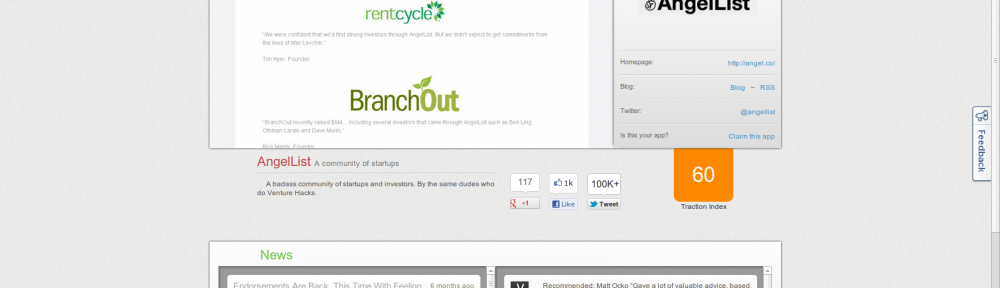 rentcycle
"We were confident that we'd find strong investors through AngelList. But we didn't expect to get commitments from
the likes of Max Levchin."
Tim Hyer, Founder
BranchOut
"BranchOut recently raised $6M ... including several investors that came through AngelList such as Ben Ling,
Othman Laraki and Dave Morin."
Founder
AngelList
Homepage: http://angel.co/
Blog: Blog – RSS
Twitter: @angellist
Is this your app? Claim this app
Feedback
AngelList A community of startups
A badass community of startups and investors. By the same dudes who
do Venture Hacks.
117
+1
1k
Like
100K+
Tweet
60
Traction Index
News
Endorsements Are Back, This Time With Feeling 6 months ago
Recommended: Matt Ocko "Gave a lot of valuable advice, based